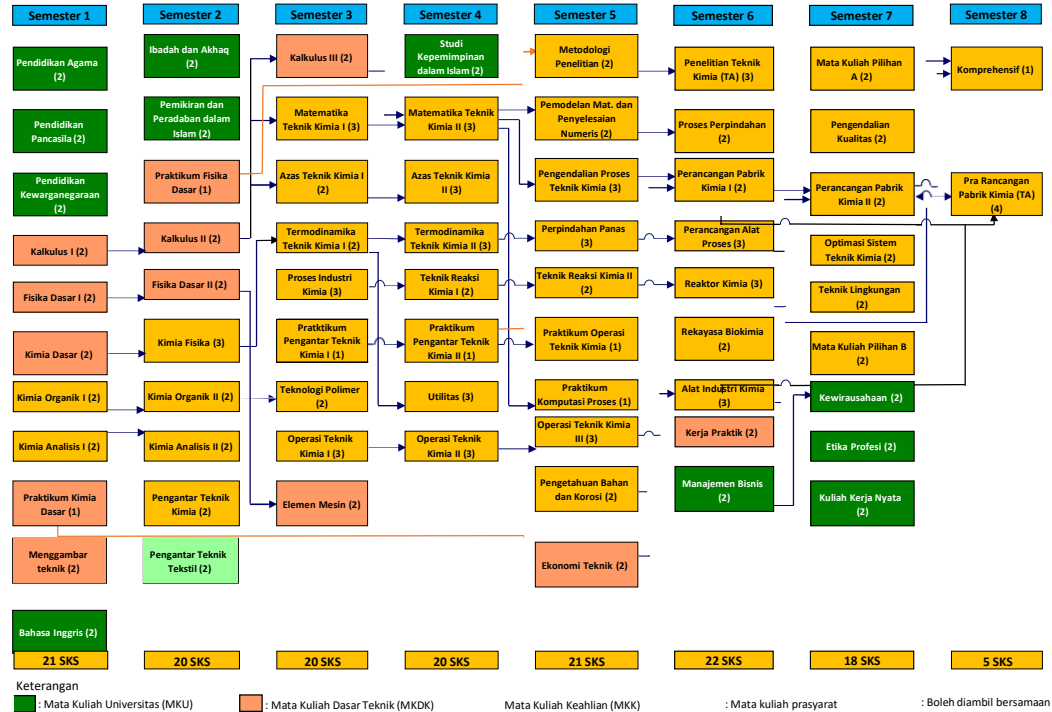 Semester 1
Semester 2
Semester 3
Semester 4
Semester 5
Semester 6
Semester 7
Semester 8
Pendidikan Agama
(2)
Pendidikan
Pancasila (2)
Pendidikan
Kewarganegaraan
(2)
Kalkulus I (2)
Fisika Dasar I (2)
Kimia Dasar (2)
Kimia Organik I (2)
Kimia Analisis I (2)
Praktikum Kimia
Dasar (1)
Menggambar
teknik (2)
Bahasa Inggris (2)
21 SKS
Ibadah dan Akhaq
(2)
Pemikiran dan
Peradaban dalam
Islam (2)
Praktikum Fisika
Dasar (1)
Kalkulus II (2)
Fisika Dasar II (2)
Kimia Fisika (3)
Kimia Organik II (2)
Kimia Analisis II (2)
Pengantar Teknik
Kimia (2)
Pengantar Teknik
Tekstil (2)
20 SKS
Kalkulus III (2)
Matematika
Teknik Kimia I (3)
Azas Teknik Kimia I
(2)
Termodinamika
Teknik Kimia I (2)
Proses Industri
Kimia (3)
Pratktikum
Pengantar Teknik
Kimia I (1)
Teknologi Polimer
(2)
Operasi Teknik
Kimia I (3)
Elemen Mesin (2)
20 SKS
Studi
Kepemimpinan
dalam Islam (2)
Matematika Teknik
Kimia II (3)
Azas Teknik Kimia
II (3)
Termodinamika
Teknik Kimia II (3)
Teknik Reaksi
Kimia I (2)
Praktikum
Pengantar Teknik
Kimia II (1)
Utilitas (3)
Operasi Teknik
Kimia II (3)
20 SKS
Metodologi
Penelitian (2)
Pemodelan Mat. dan
Penyelesaian
Numeris (2)
Pengendalian Proses
Teknik Kimia (3)
Perpindahan Panas
(3)
Teknik Reaksi Kimia II
(2)
Praktikum Operasi
Teknik Kimia (1)
Praktikum
Komputasi Proses (1)
Operasi Teknik Kimia
III (3)
Pengetahuan Bahan
dan Korosi (2)
Ekonomi Teknik (2)
21 SKS
Penelitian Teknik
Kimia (TA) (3)
Proses Perpindahan
(2)
Perancangan Pabrik
Kimia I (2)
Perancangan Alat
Proses (3)
Reaktor Kimia (3)
Rekayasa Biokimia
(2)
Alat Industri Kimia
(3)
Kerja Praktik (2)
Manajemen Bisnis
(2)
22 SKS
Mata Kuliah Pilihan
A (2)
Pengendalian
Kualitas (2)
Perancangan Pabrik
Kimia II (2)
Optimasi Sistem
Teknik Kimia (2)
Teknik Lingkungan
(2)
Mata Kuliah Pilihan B
(2)
Kewirausahaan (2)
Etika Profesi (2)
Kuliah Kerja Nyata
(2)
18 SKS
Komprehensif (1)
Pra Rancangan
Pabrik Kimia (TA)
(4)
5 SKS
Keterangan
: Mata Kuliah Universitas (MKU)
: Mata Kuliah Dasar Teknik (MKDK)
Mata Kuliah Keahlian (MKK)
: Mata kuliah prasyarat
: Boleh diambil bersamaan